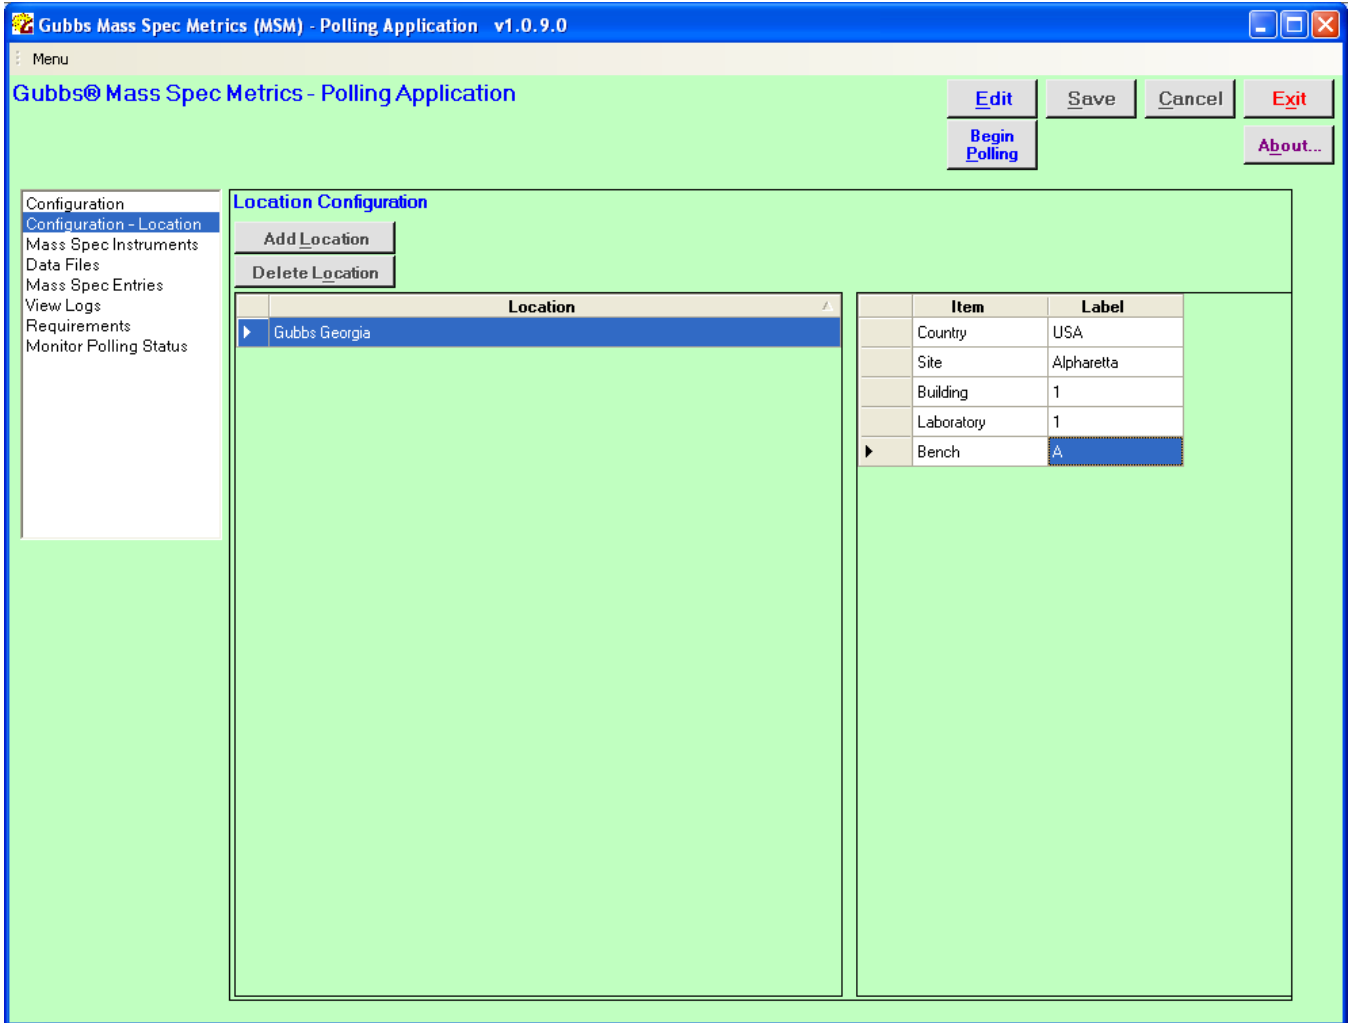 Gubbs Mass Spec Metrics (MSM) - Polling Application v1.0.9.0
Menu
Gubbs® Mass Spec Metrics - Polling Application
Edit
Save
Cancel
Exit
Begin
Polling
About...
Configuration
Configuration - Location
Mass Spec Instruments
Data Files
Mass Spec Entries
View Logs
Requirements
Monitor Polling Status
Location Configuration
Add Location
Delete Location
Location
Gubbs Georgia
Item Label
Country USA
Site Alpharetta
Building 1
Laboratory 1
Bench A